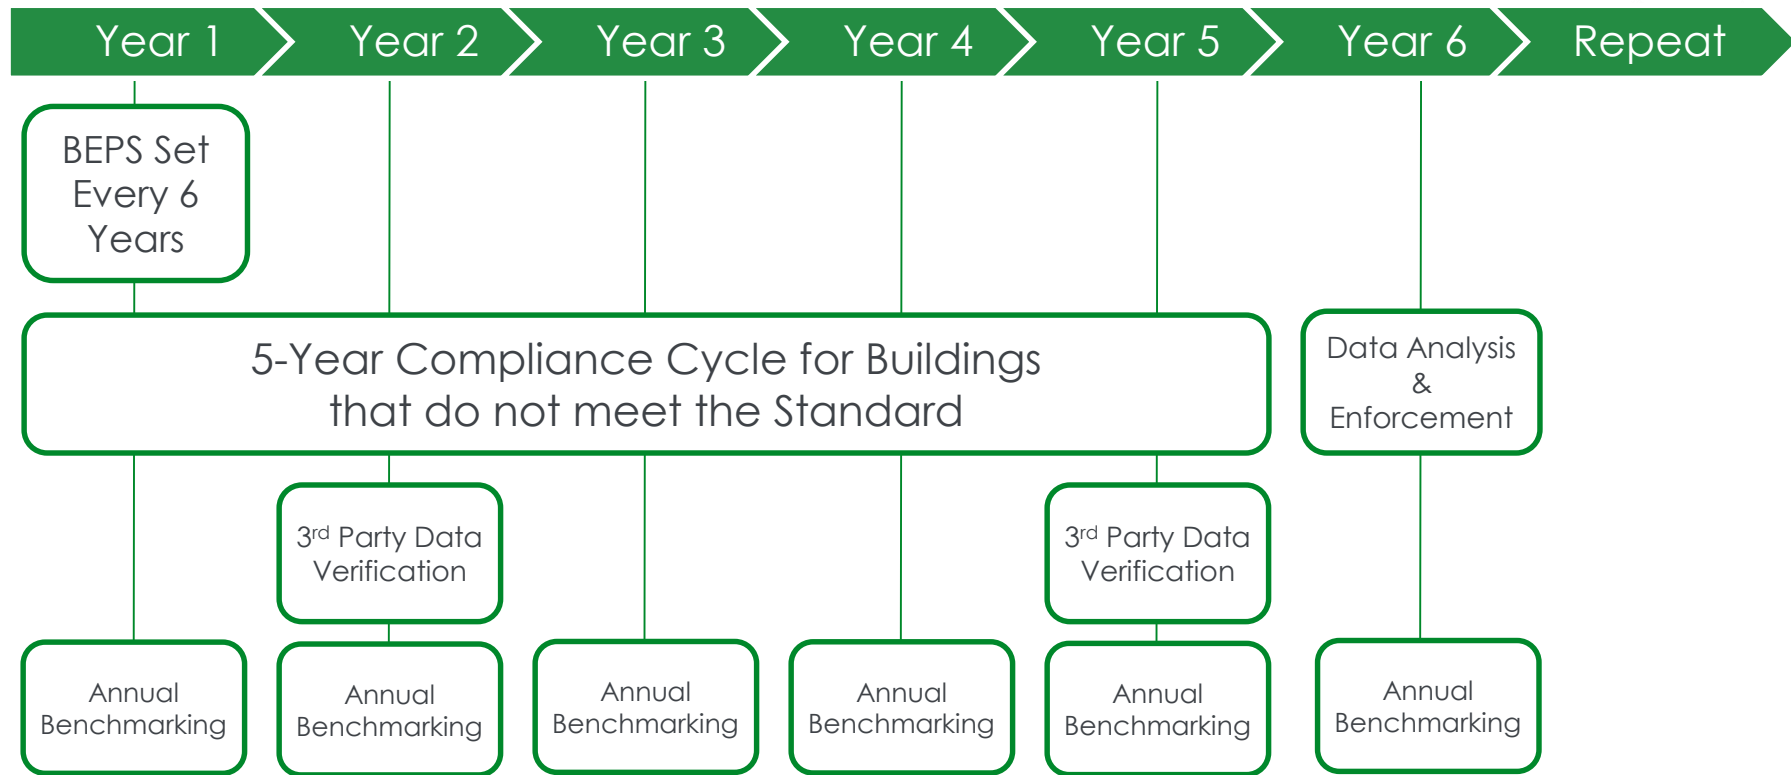 Year 1
Year 2
Year 3
Year 4
Year 5
Year 6
Repeat
BEPS Set
Every 6
Years
5-Year Compliance Cycle for Buildings
that do not meet the Standard
Data Analysis
&
Enforcement
3rd Party Data
Verification
3rd Party Data
Verification
Annual
Benchmarking
Annual
Benchmarking
Annual
Benchmarking
Annual
Benchmarking
Annual
Benchmarking
Annual
Benchmarking